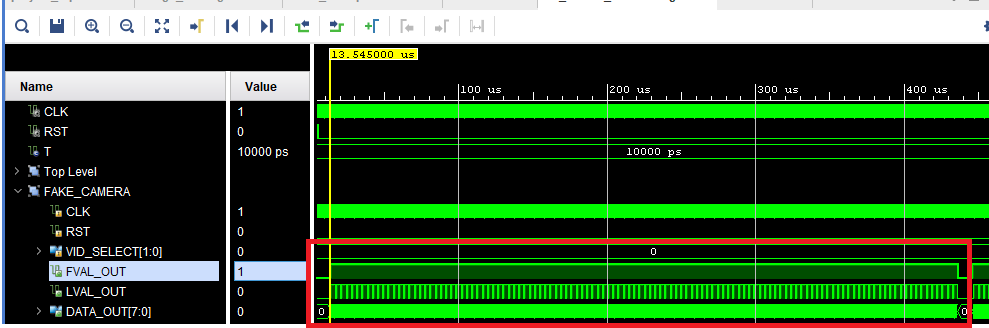 13.545000 us
Name Value
100 us 200 us 300 us 400 us
CLK 1
RST 0
T 10000 ps 10000 ps
Top Level
FAKE_CAMERA
CLK 1
RST 0
VID_SELECT[1:0] 0 0
FVAL_OUT 1
LVAL_OUT 0
DATA_OUT[7:0] 0 0 0